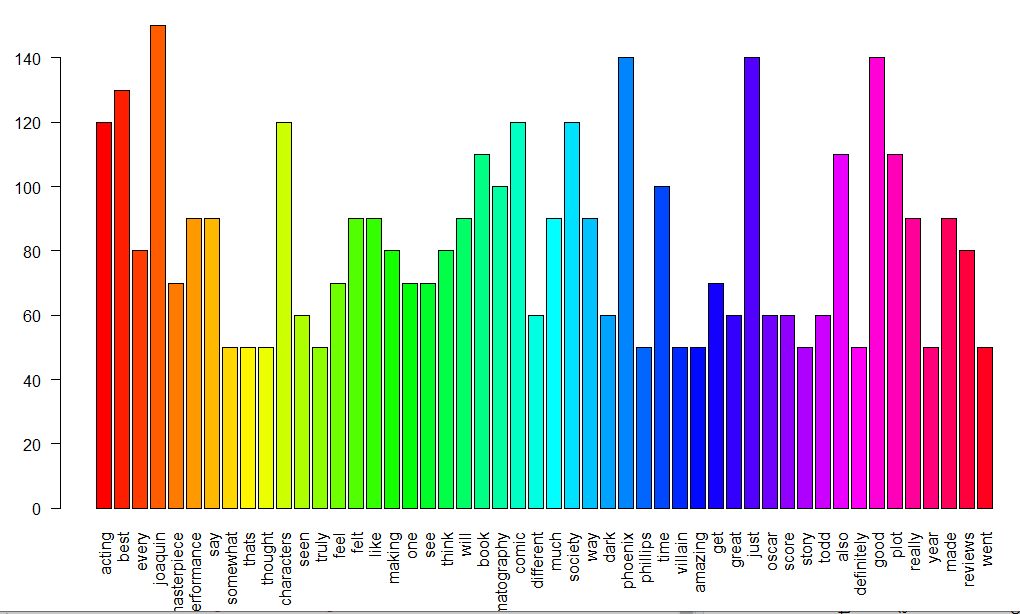 140
120
100
80
60
40
20
0
acting
best
every
joaquin
nasterpiece
erformance
say
somewhat
thats
thought
characters
seen
truly
feel
felt
like
making
one
see
think
will
book
natography
comic
different
much
society
way
dark
phoenix
phillips
time
villain
amazing
get
great
just
oscar
score
story
todd
also
definitely
good
plot
really
year
made
reviews
went